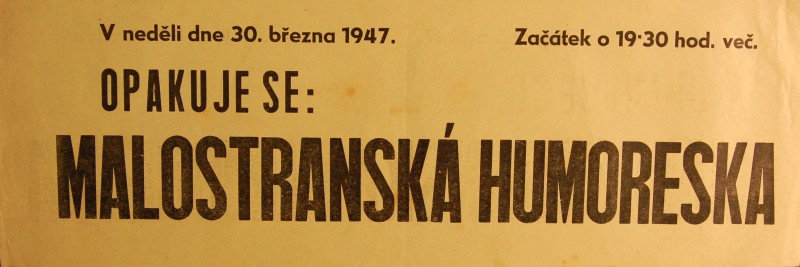 V neděli dne 30. března 1947. Začátek o 19·30 hod. več.
OPAKUJE SE:
MALOSTRANSKÁ HUMORESKA